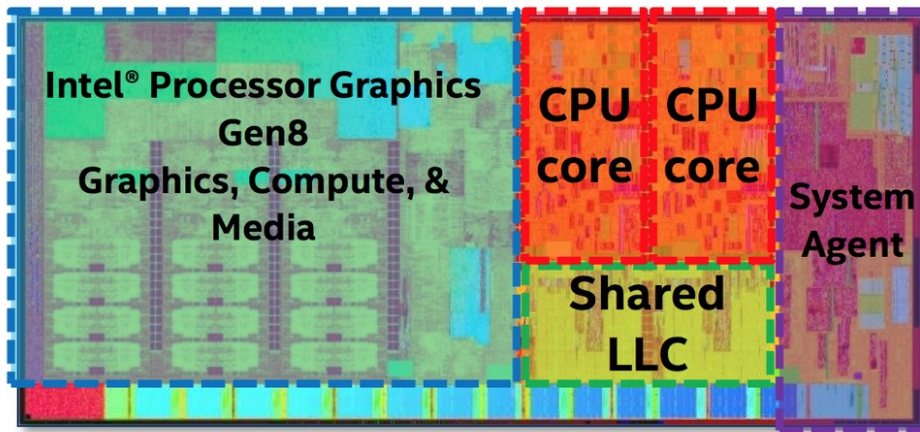 Intel® Processor Graphics
Gen8
Graphics, Compute, &
Media
CPU
core
CPU
core
Shared
LLC
System
Agent